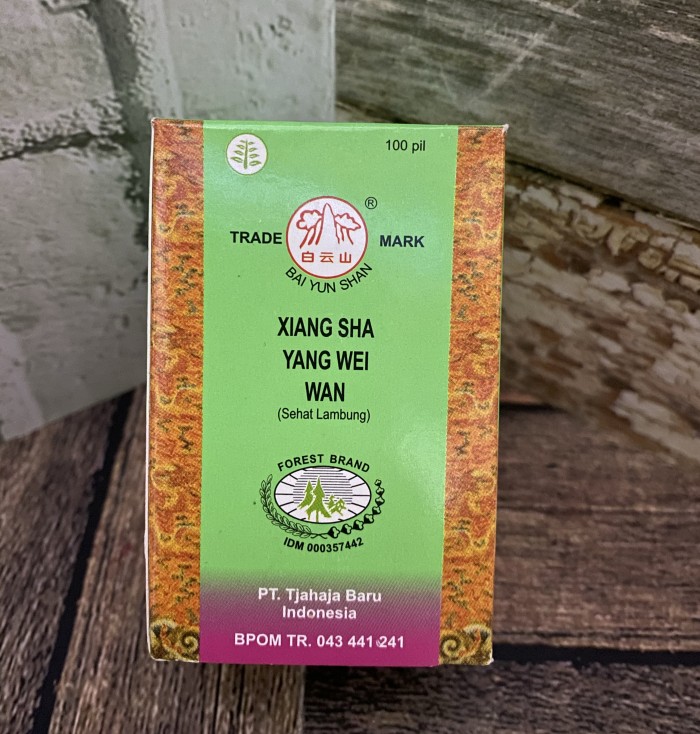 100 pil
®
TRADE MARK
白云山
BAI YUN SHAN
XIANG SHA
YANG WEI
WAN
(Sehat Lambung)
FOREST BRAND
IDM 000357442
PT. Tjahaja Baru
Indonesia
BPOM TR. 043 441 241